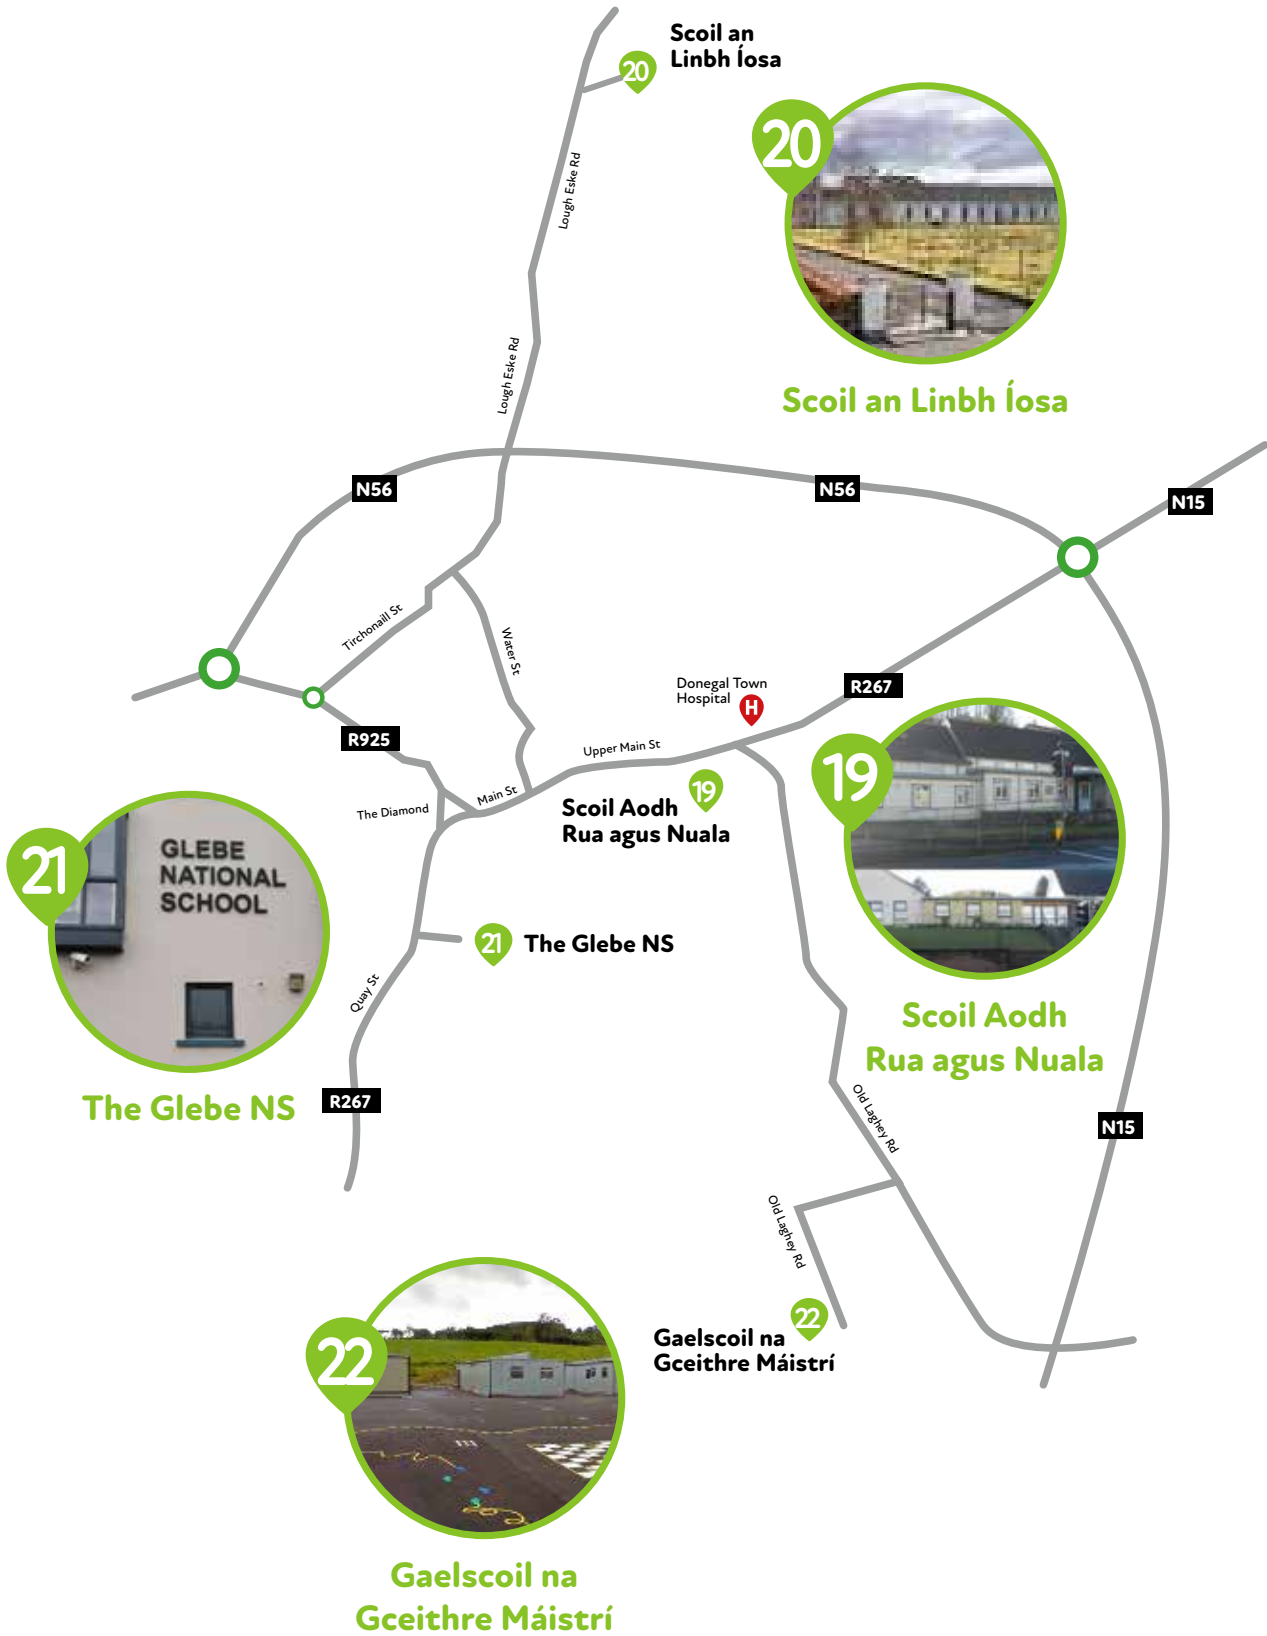 Scoil an
Linbh Íosa
20
20
Lough Eske Rd
Lough Eske Rd
Scoil an Linbh Íosa
N56
N56
N15
Tirchonaill St
Water St
Donegal Town
Hospital
H
R267
R925
Upper Main St
19
19
Main St
The Diamond
Scoil Aodh
Rua agus Nuala
21
GLEBE
NATIONAL
SCHOOL
21
The Glebe NS
Quay St
Scoil Aodh
Rua agus Nuala
The Glebe NS
R267
Old Laghey Rd
N15
Old Laghey Rd
22
Gaelscoil na
Gceithre Máistrí
22
Gaelscoil na
Gceithre Máistrí